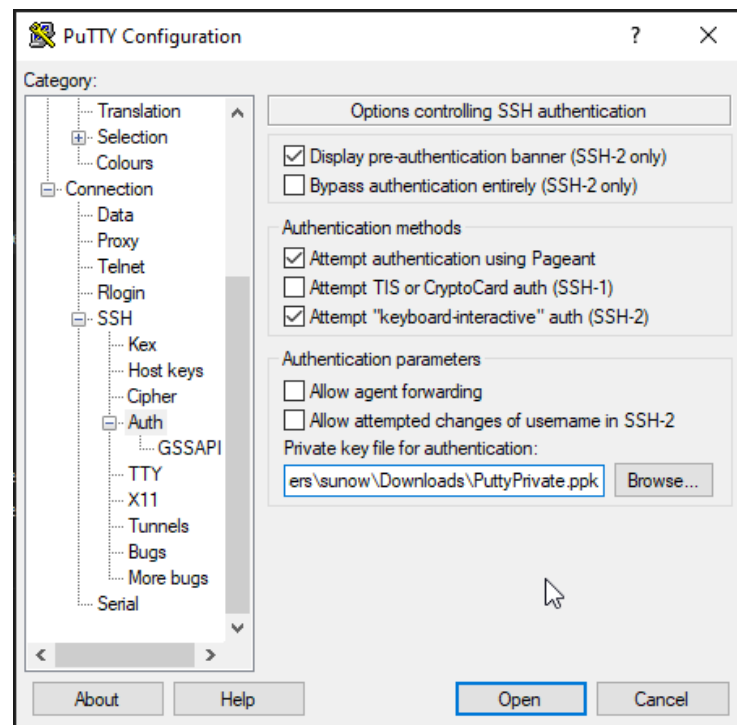 PuTTY Configuration
?
Category:
Translation
Selection
Colours
Connection
Data
Proxy
Telnet
Rlogin
SSH
Kex
Host keys
Cipher
Auth
GSSAPI
TTY
X11
Tunnels
Bugs
More bugs
Serial
Options controlling SSH authentication
Display pre-authentication banner (SSH-2 only)
Bypass authentication entirely (SSH-2 only)
Authentication methods
Attempt authentication using Pageant
Attempt TIS or CryptoCard auth (SSH-1)
Attempt "keyboard-interactive" auth (SSH-2)
Authentication parameters
Allow agent forwarding
Allow attempted changes of username in SSH-2
Private key file for authentication:
ers\sunow\Downloads\PuttyPrivate.ppk Browse...
About Help Open Cancel